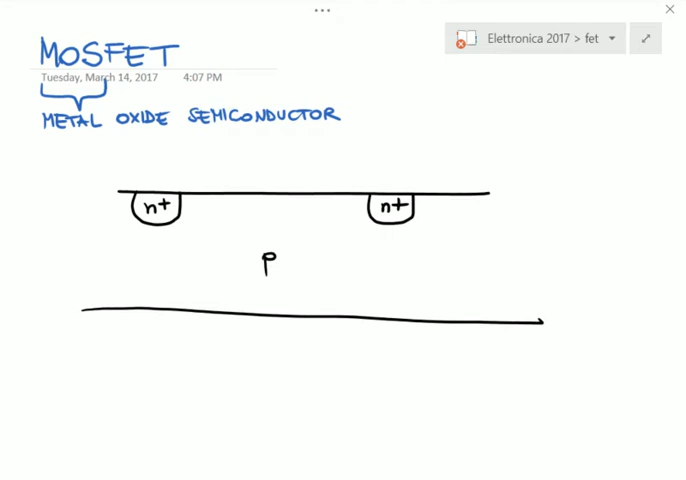 ...
Elettronica 2017 > fet
MOSFET
Tuesday, March 14, 2017 4:07 PM
METAL OXIDE SEMICONDUCTOR
n+ n+
P